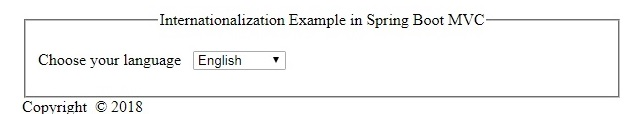 Internationalization Example in Spring Boot MVC
Choose your language English
Copyright © 2018